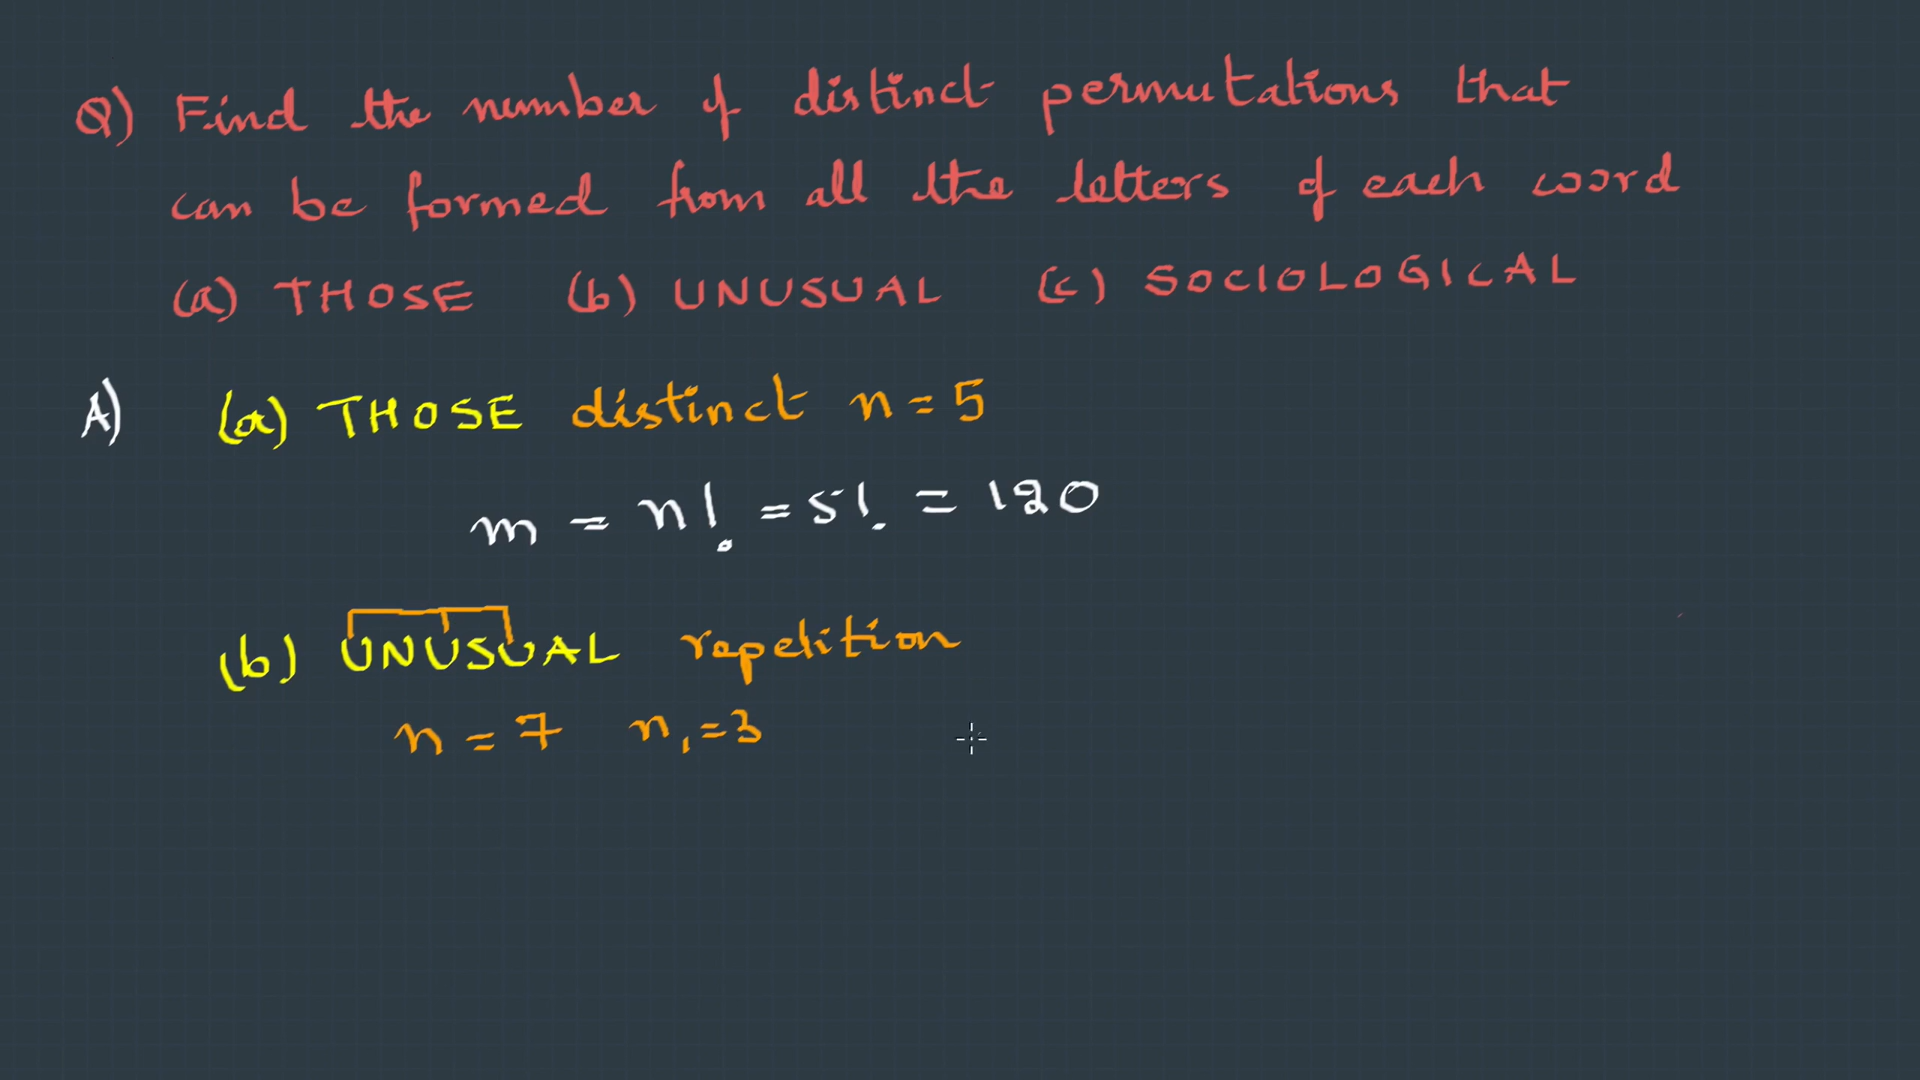 Q) Find the number of distinct permutations that
can be formed from all the letters of each word
(a) THOSE (b) UNUSUAL (c) SOCIOLOGICAL
A) (a) THOSE distinct n = 5
m = n! = 5! = 120
(b) UNUSUAL repetition
n = 7 n₁ = 3